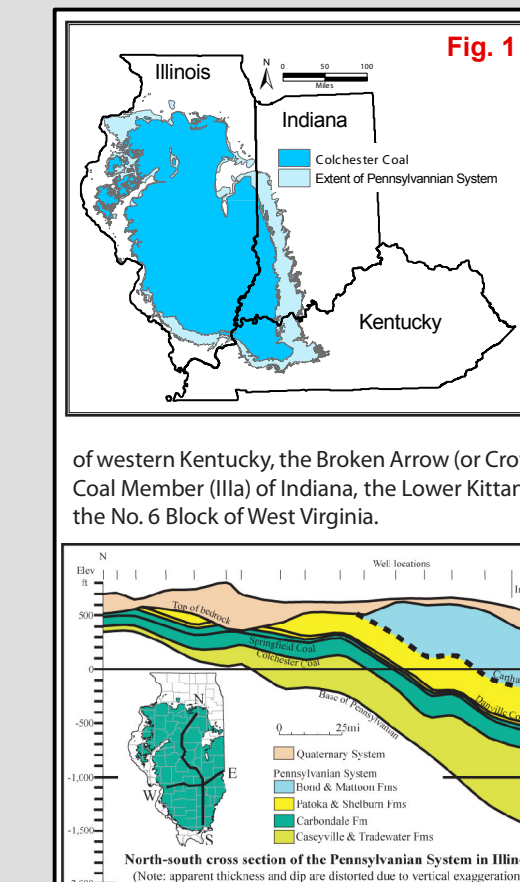 Fig. 1
N
0 50 100
Miles
Illinois
Indiana
Colchester Coal
Extent of Pennsylvannian System
Kentucky
of western Kentucky, the Broken Arrow (or Cro
Coal Member (IIIa) of Indiana, the Lower Kittan
the No. 6 Block of West Virginia.
N
Elev
ft
Well locations
In
500
Top of bedrock
Springfield Coal
Colchester Coal
Cartha
0
Danville Co
Base of Pennsylvanian
-500
N
0 25mi
Quaternary System
Pennsylvanian System
E
-1,000
Bond & Mattoon Fms
W
Patoka & Shelburn Fms
Carbondale Fm
-1,500
S
Caseyville & Tradewater Fms
North-south cross section of the Pennsylvanian System in Illin
(Note: apparent thickness and dip are distorted due to vertical exaggeration